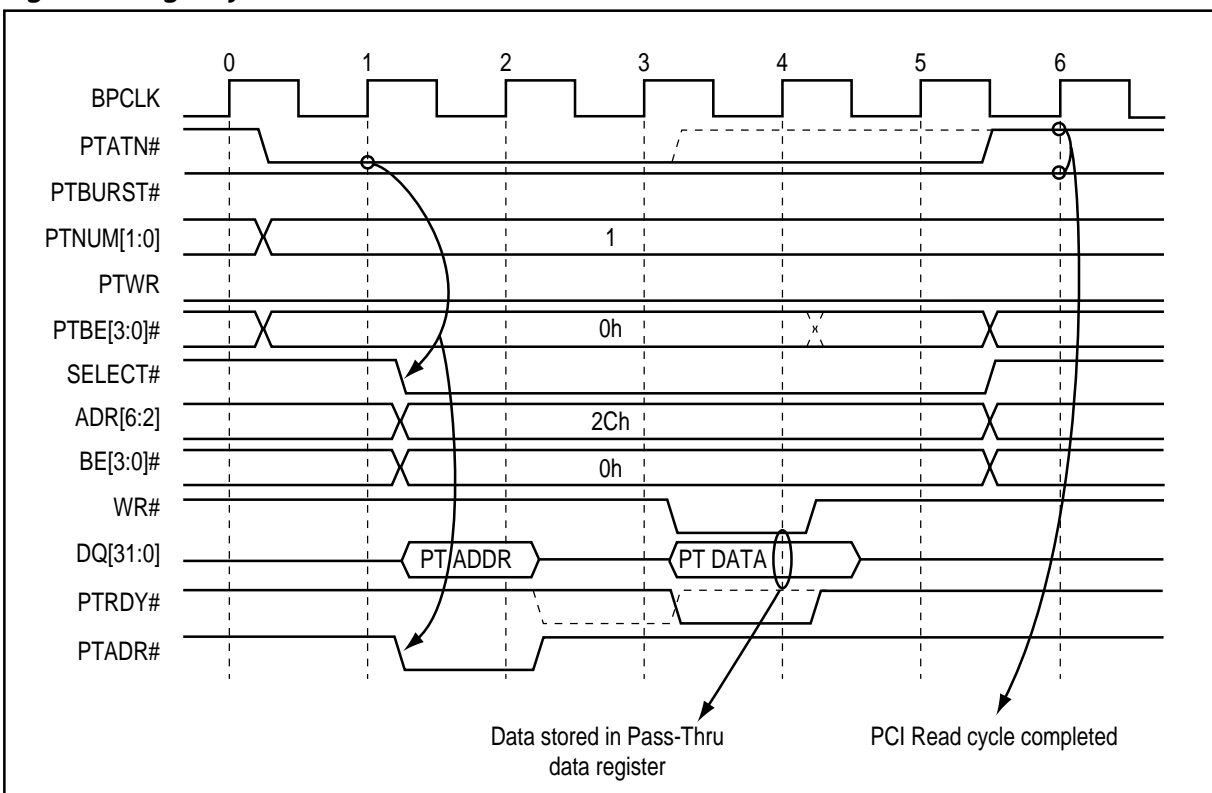 0 1 2 3 4 5 6
BPCLK
PTATN#
PTBURST#
PTNUM[1:0] 1
PTWR
PTBE[3:0]# 0h x
SELECT#
ADR[6:2] 2Ch
BE[3:0]# 0h
WR#
DQ[31:0] PT ADDR PT DATA
PTRDY#
PTADR#
Data stored in Pass-Thru PCI Read cycle completed
data register